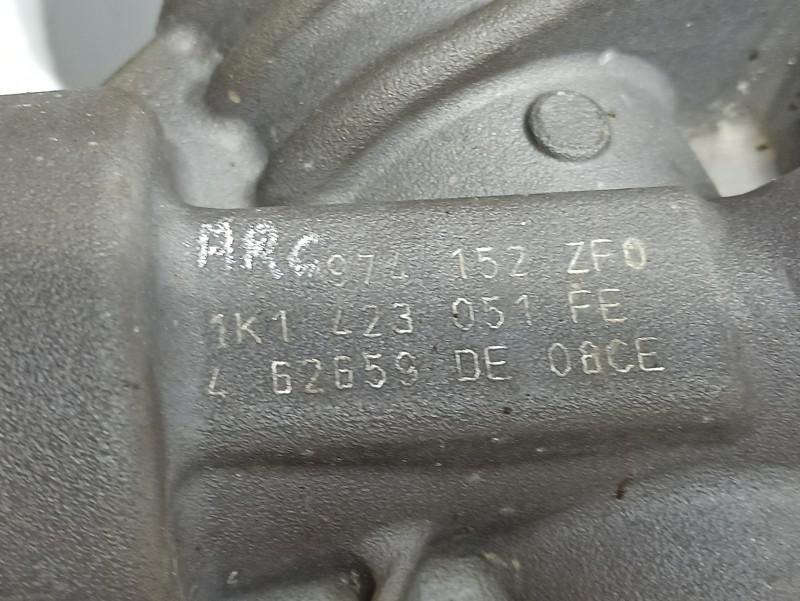 ARG 974 152 ZF0
1K1 423 051 FE
4 62659 DE 08CE